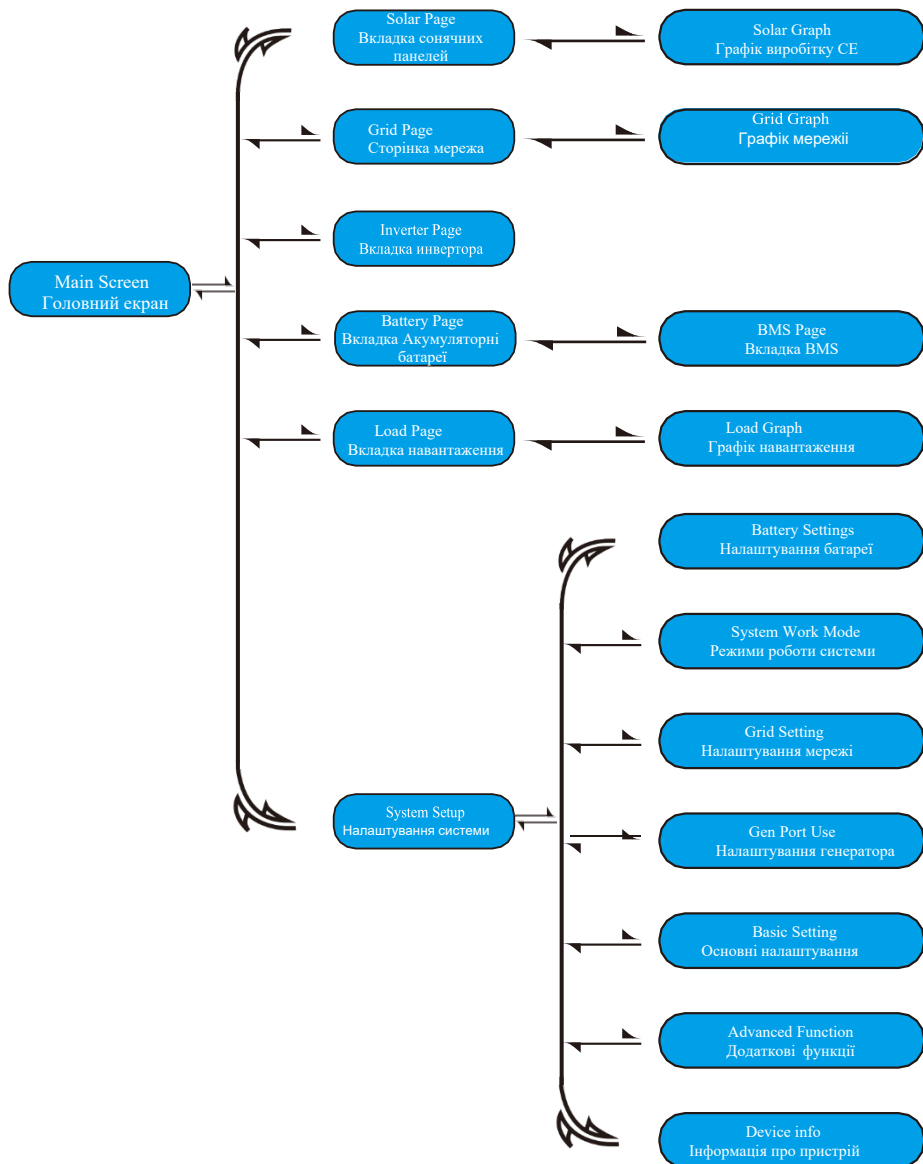 Solar Page
Вкладка сонячних
панелей
Solar Graph
Графік виробітку СЕ
Grid Page
Сторінка мережа
Grid Graph
Графік мережіі
Inverter Page
Вкладка инвертора
Main Screen
Головний екран
Battery Page
Вкладка Акумуляторні
батареї
BMS Page
Вкладка BMS
Load Page
Вкладка навантаження
Load Graph
Графік навантаження
Battery Settings
Налаштування батареї
System Work Mode
Режими роботи системи
Grid Setting
Налаштування мережі
System Setup
Налаштування системи
Gen Port Use
Налаштування генератора
Basic Setting
Основні налаштування
Advanced Function
Додаткові функції
Device info
Інформація про пристрій